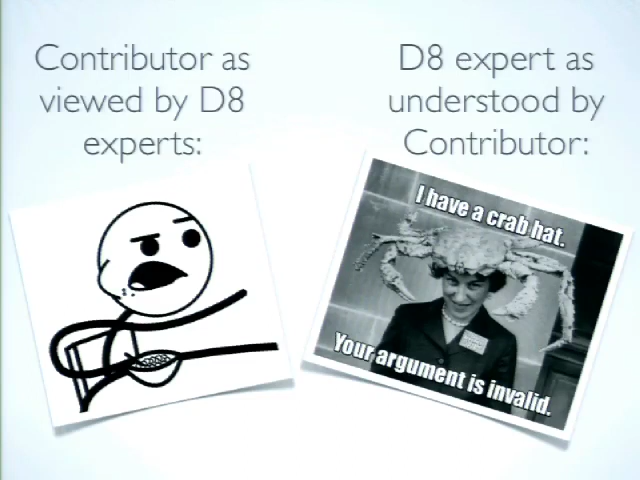 Contributor as
viewed by D8
experts:
D8 expert as
understood by
Contributor:
I have a crab hat.
Your argument is invalid.